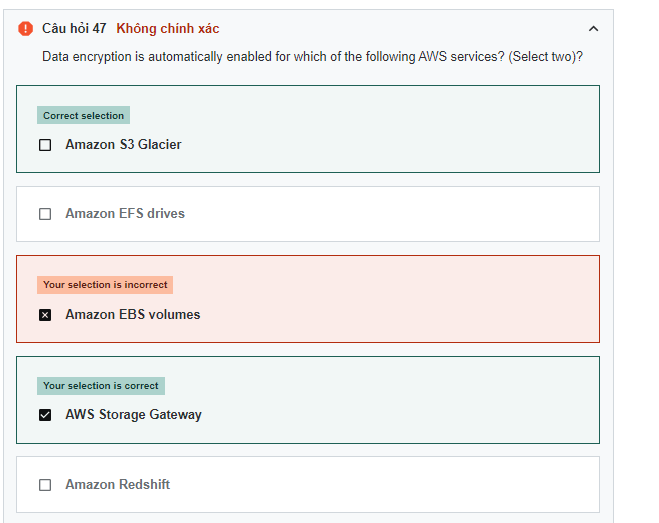 Câu hỏi 47 Không chính xác
Data encryption is automatically enabled for which of the following AWS services? (Select two)?
Correct selection
Amazon S3 Glacier
Amazon EFS drives
Your selection is incorrect
Amazon EBS volumes
Your selection is correct
AWS Storage Gateway
Amazon Redshift